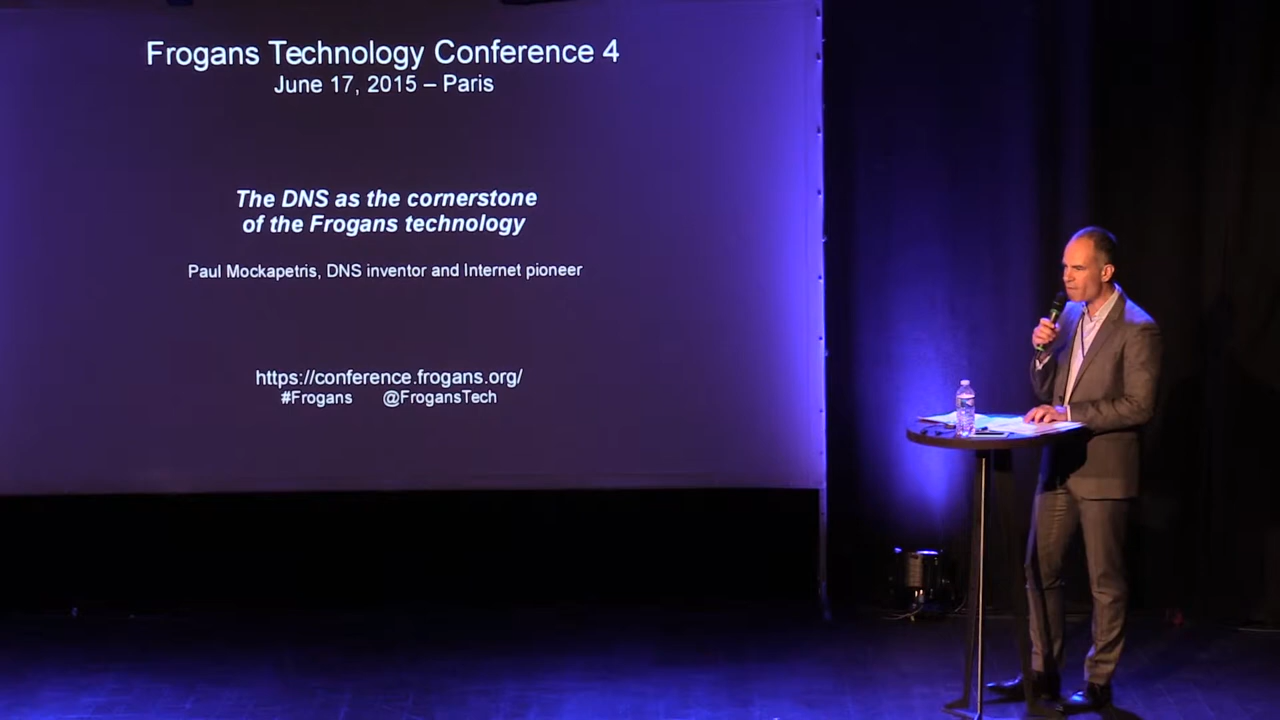 Frogans Technology Conference 4
June 17, 2015 – Paris
The DNS as the cornerstone
of the Frogans technology
Paul Mockapetris, DNS inventor and Internet pioneer
https://conference.frogans.org/
#Frogans @FrogansTech